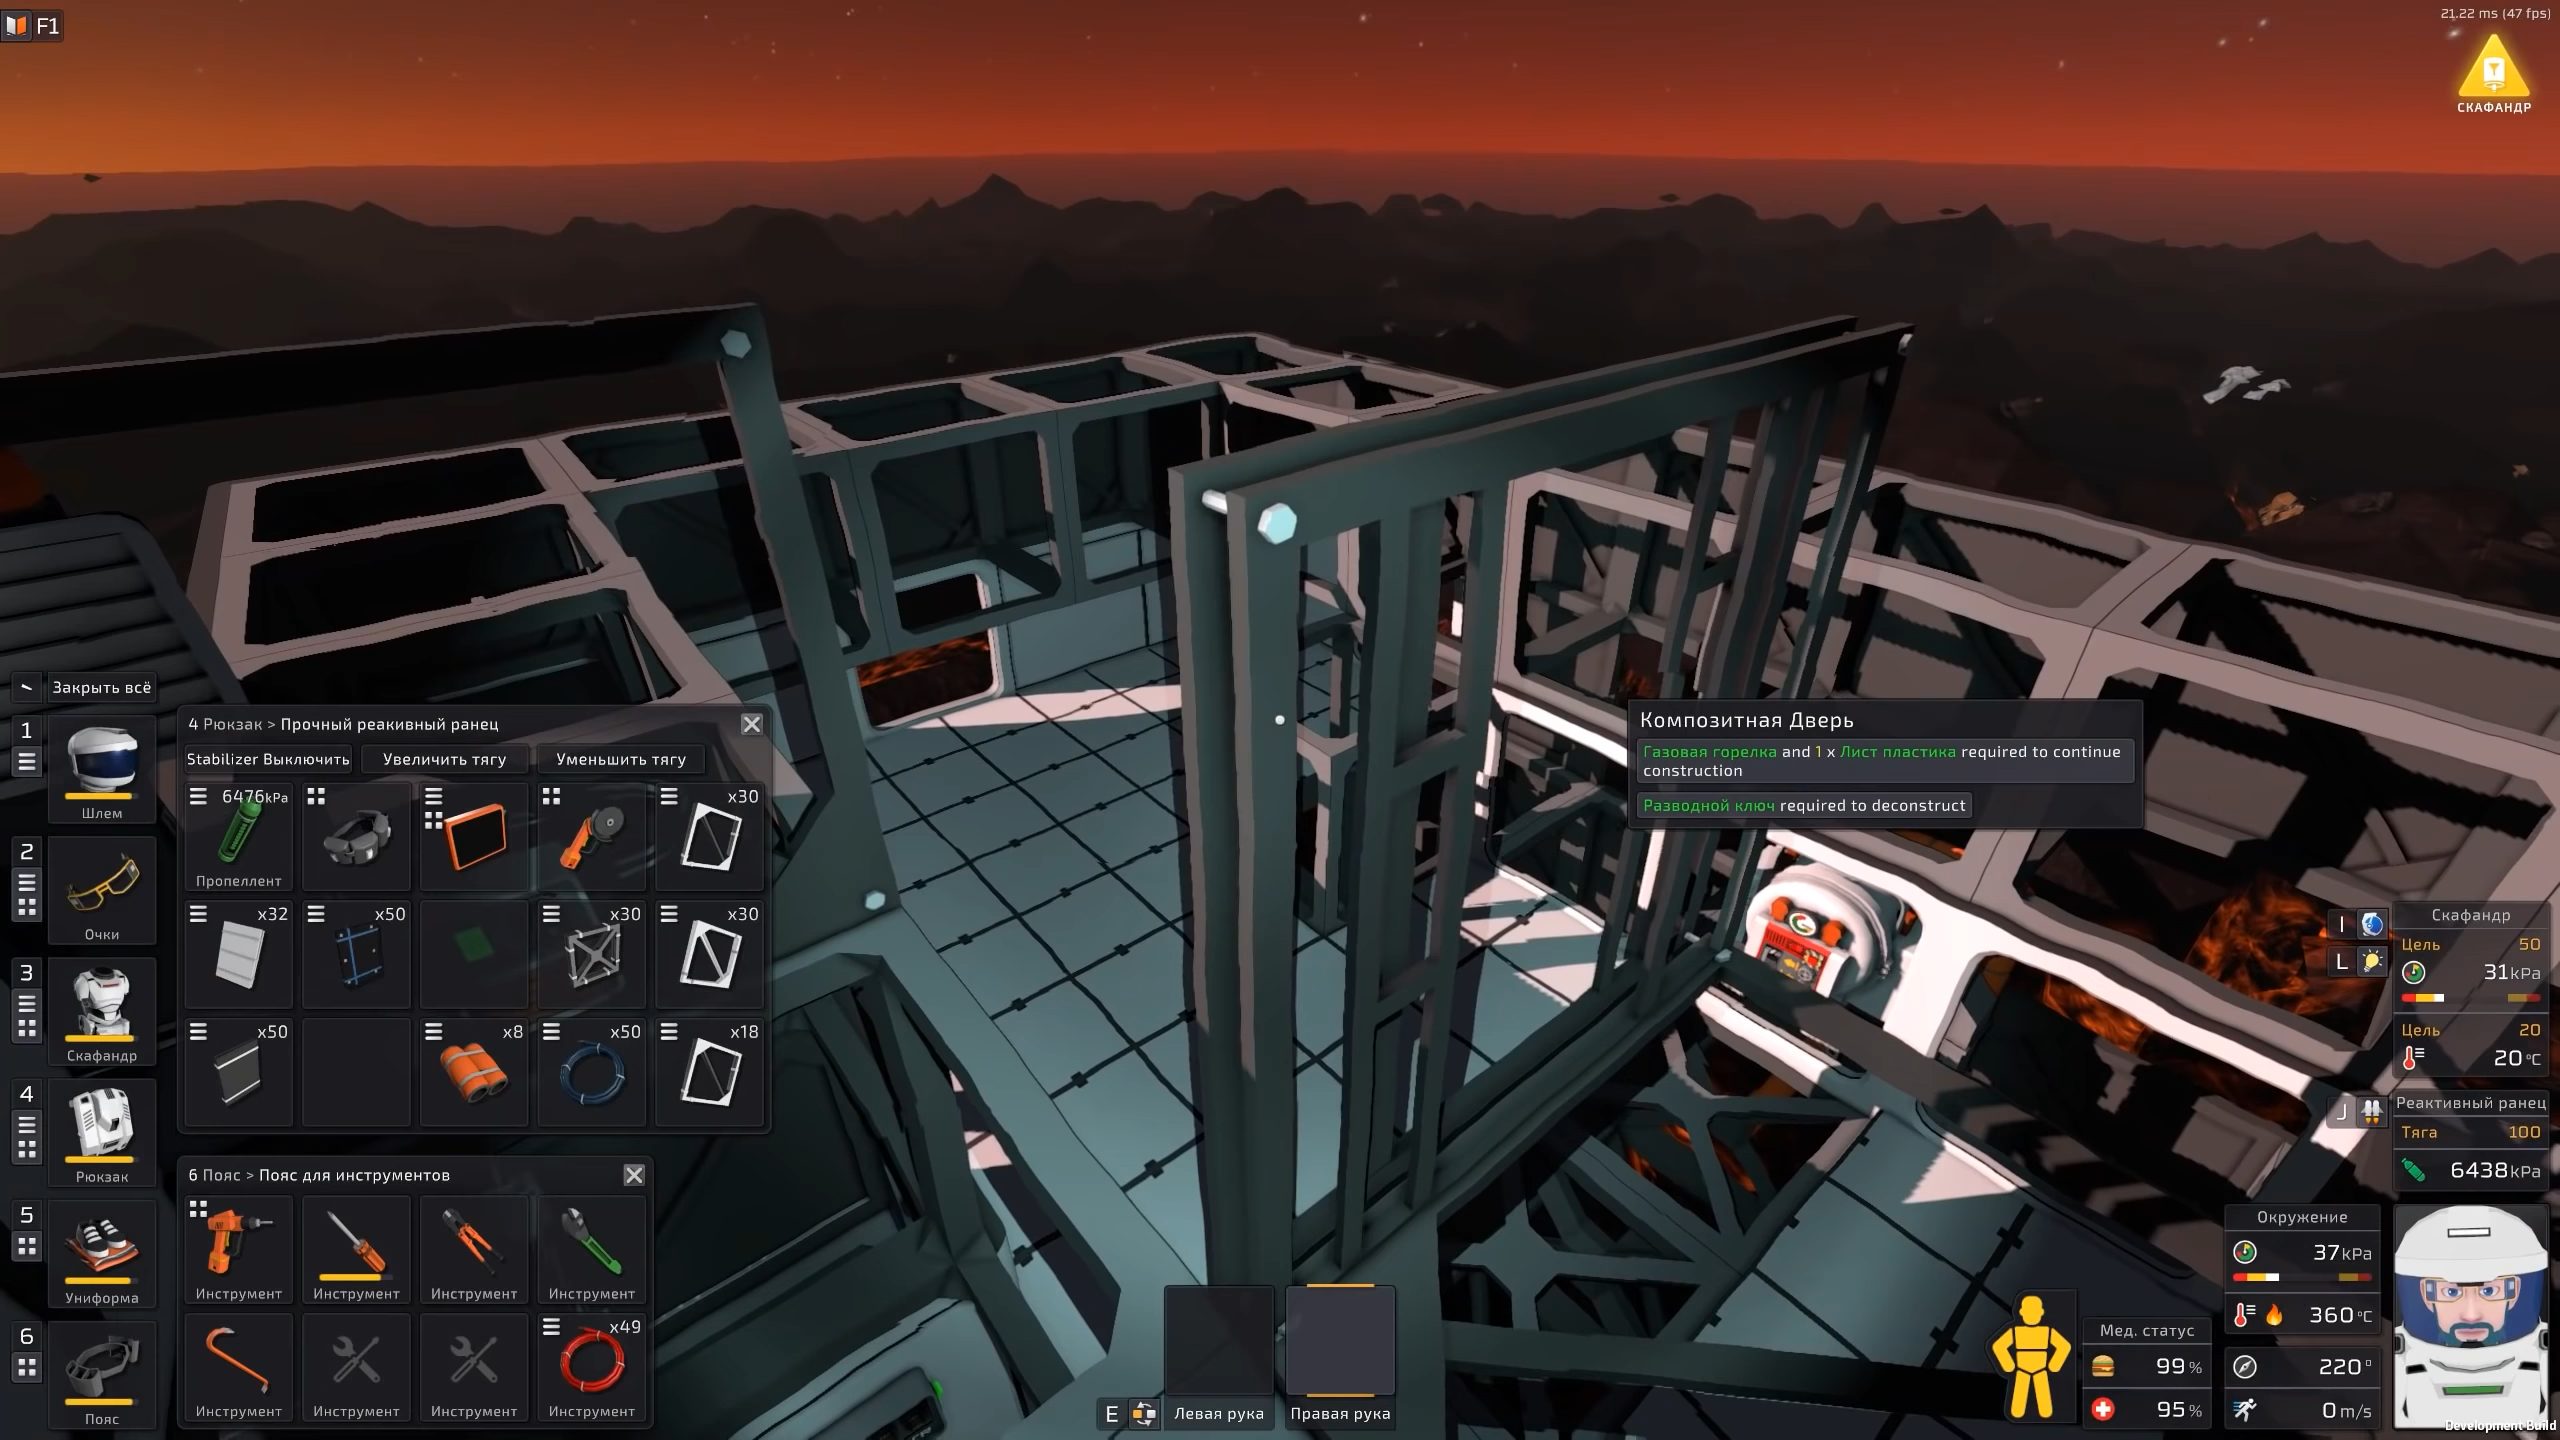 F1
21.22 ms (47 fps)
СКАФАНДР
Закрыть всё
1
Шлем
2
Очки
3
Скафандр
4
Рюкзак
5
Униформа
6
Пояс
4 Рюкзак > Прочный реакивный ранец
Stabilizer Выключить
Увеличить тягу
Уменьшить тягу
6476kPa
Пропеллент
x30
x32
x50
x30
x30
x50
x8
x50
x18
6 Пояс > Пояс для инструментов
Инструмент
Инструмент
Инструмент
Инструмент
Инструмент
Инструмент
Инструмент
x49
Инструмент
Композитная Дверь
Газовая горелка and 1 x Лист пластика required to continue
construction
Разводной ключ required to deconstruct
E
Левая рука
Правая рука
I
L
Скафандр
Цель 50
31kPa
Цель 20
20°C
J
Реактивный ранец
Тяга 100
6438kPa
Окружение
37kPa
360°C
220°
0m/s
Мед. статус
99%
95%
Development Build